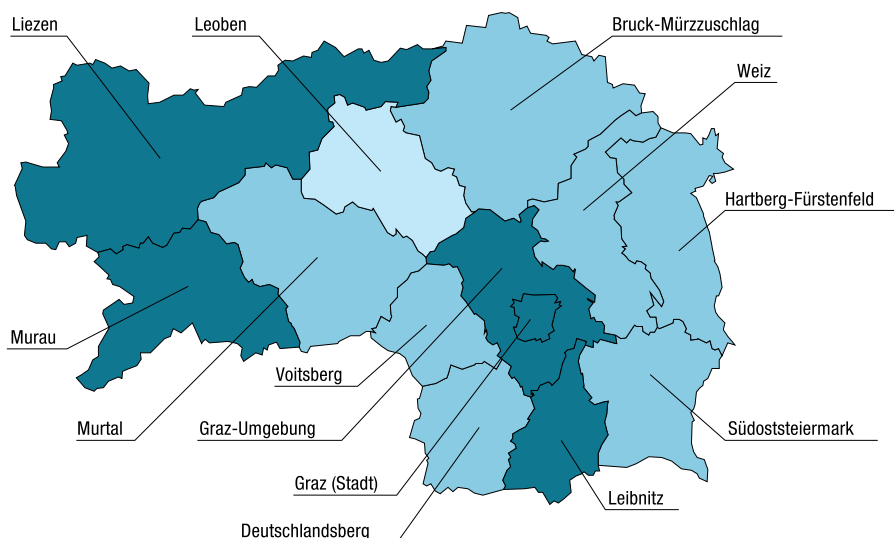 Liezen
Leoben
Bruck-Mürzzuschlag
Weiz
Hartberg-Fürstenfeld
Murau
Voitsberg
Murtal
Graz-Umgebung
Südoststeiermark
Graz (Stadt)
Leibnitz
Deutschlandsberg